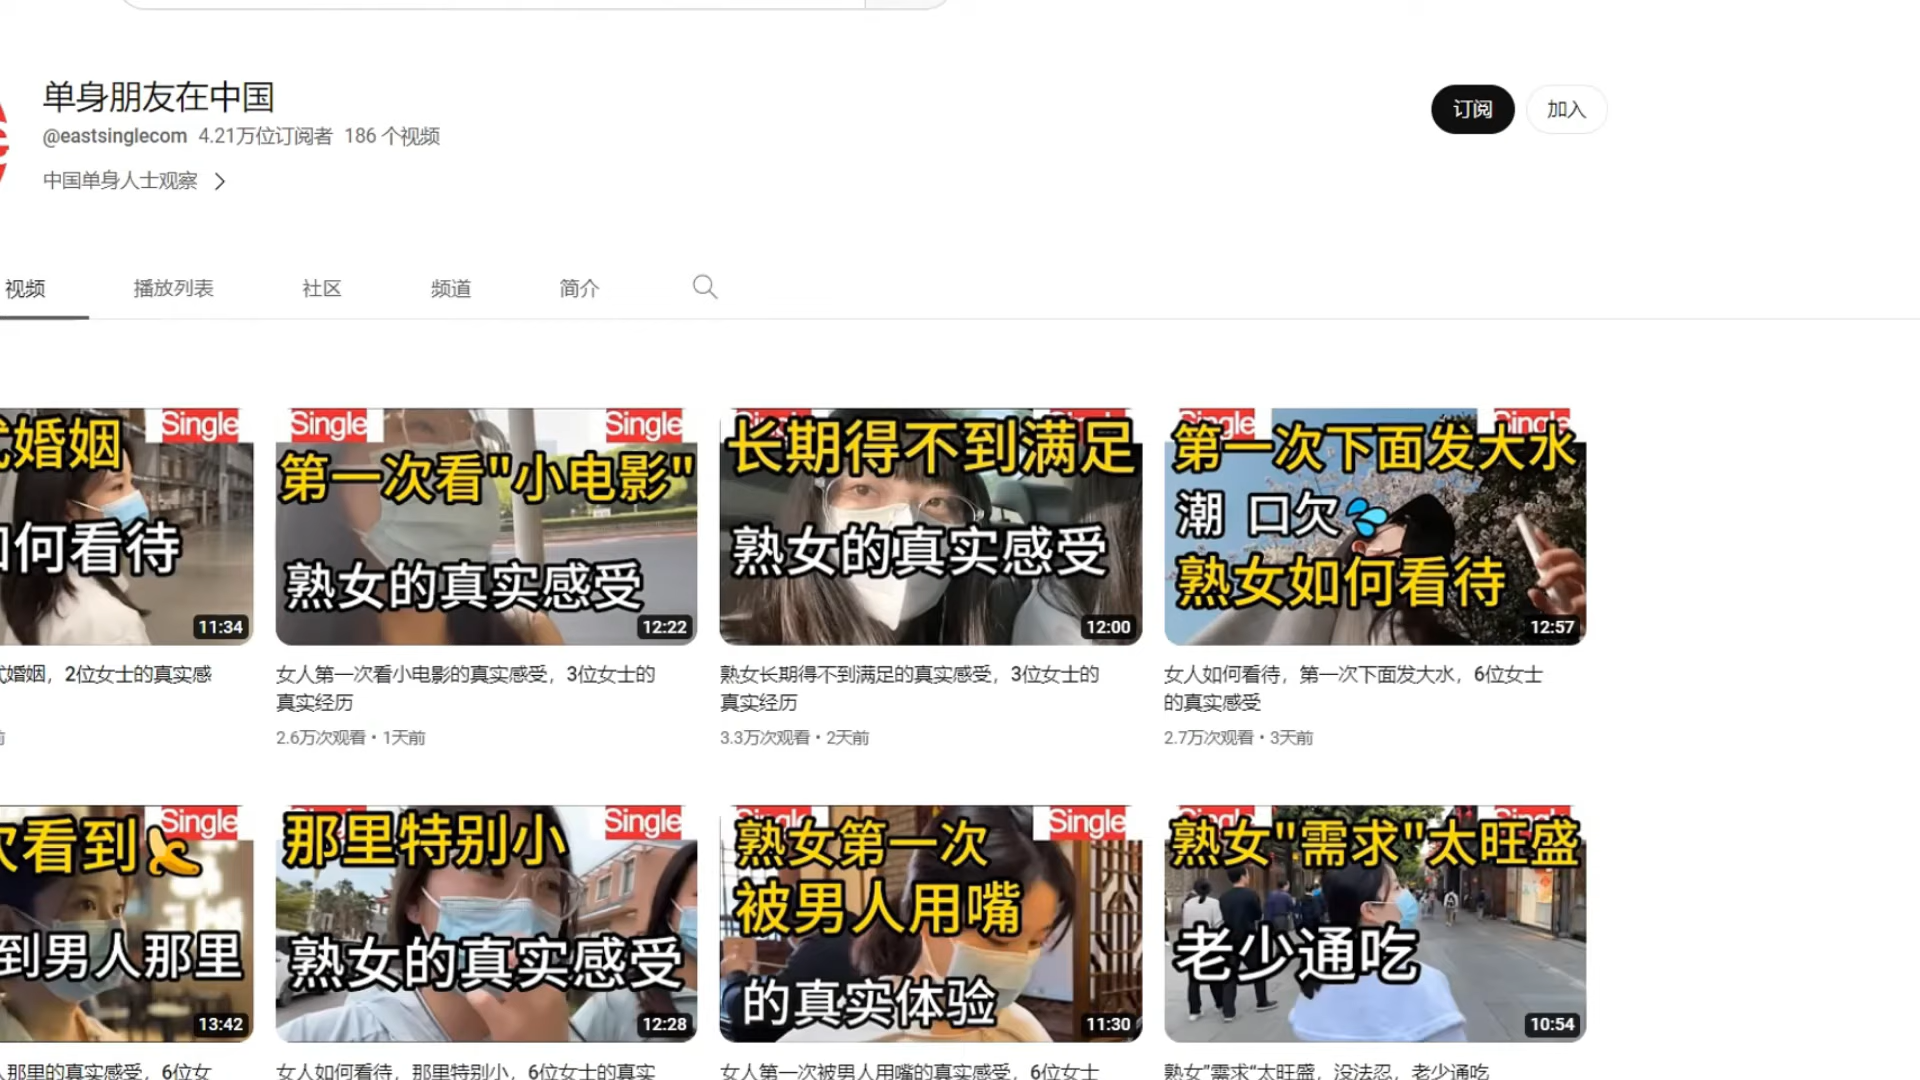 单身朋友在中国
@eastsinglecom 4.21万位订阅者 186 个视频
中国单身人士观察
订阅
加入
视频
播放列表
社区
频道
简介
式婚姻
Single
如何看待
11:34
Single
Single
第一次看"小电影"
熟女的真实感受
12:22
Single
Single
长期得不到满足
熟女的真实感受
12:00
Single
Single
第一次下面发大水
潮 口欠
熟女如何看待
12:57
式婚姻，2位女士的真实感
前
女人第一次看小电影的真实感受，3位女士的
真实经历
2.6万次观看 • 1天前
熟女长期得不到满足的真实感受，3位女士的
真实经历
3.3万次观看 • 2天前
女人如何看待，第一次下面发大水，6位女士
的真实感受
2.7万次观看 • 3天前
次看到
Single
到男人那里
13:42
Single
Single
那里特别小
熟女的真实感受
12:28
Single
Single
熟女第一次
被男人用嘴
的真实体验
11:30
Single
Single
熟女"需求"太旺盛
老少通吃
10:54
人那里的真实感受，6位女
女人如何看待，那里特别小，6位女士的真实
女人第一次被男人用嘴的真实感受，6位女士
熟女"需求"太旺盛，没法忍，老少通吃